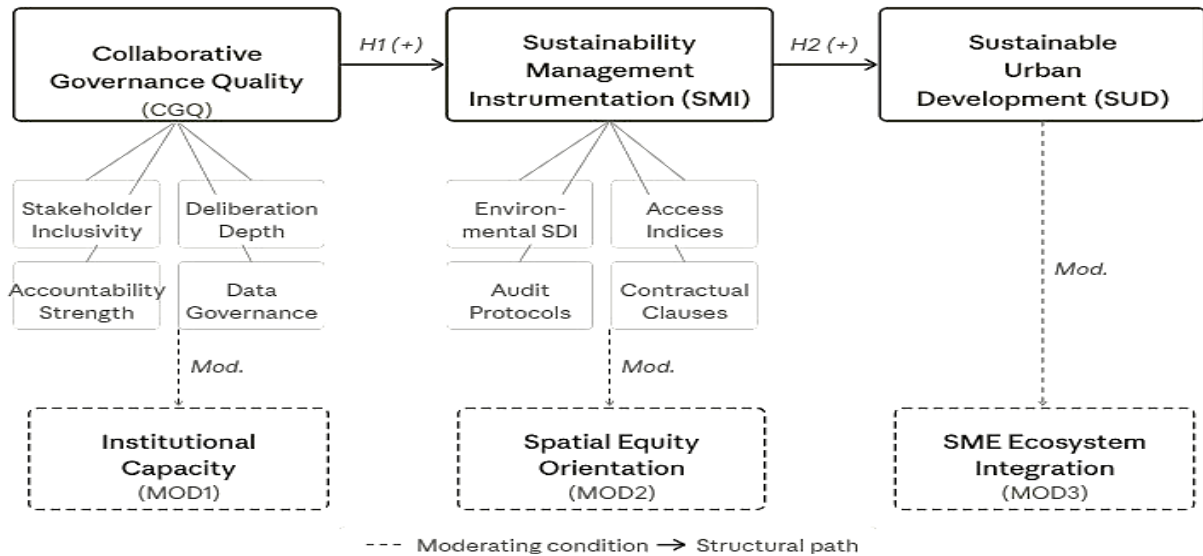 Collaborative
Governance Quality
(CGQ)
H1 (+)
Sustainability
Management
Instrumentation (SMI)
H2 (+)
Sustainable
Urban
Development (SUD)
Stakeholder
Inclusivity
Deliberation
Depth
Accountability
Strength
Data
Governance
Environ-
mental SDI
Access
Indices
Audit
Protocols
Contractual
Clauses
Mod.
Mod.
Mod.
Institutional
Capacity
(MOD1)
Spatial Equity
Orientation
(MOD2)
SME Ecosystem
Integration
(MOD3)
Moderating condition
Structural path